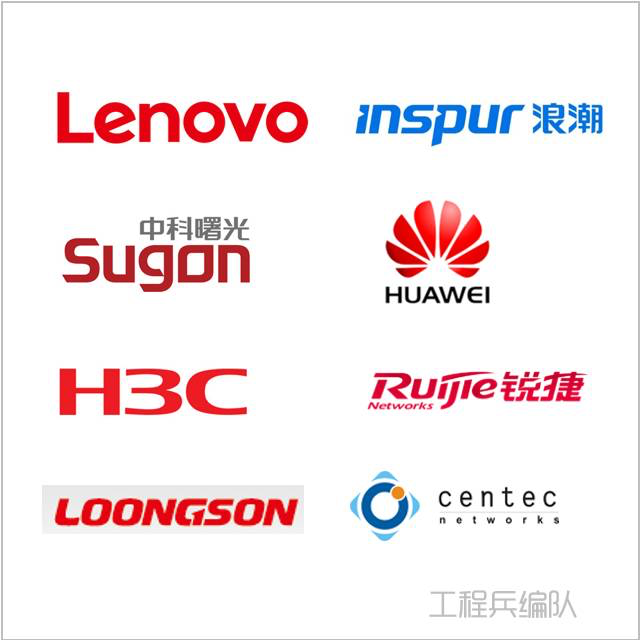 Lenovo
inspur 浪潮
中科曙光
Sugon
HUAWEI
H3C
Ruijie 锐捷
Networks
LOONGSON
centec
networks
工程兵编队